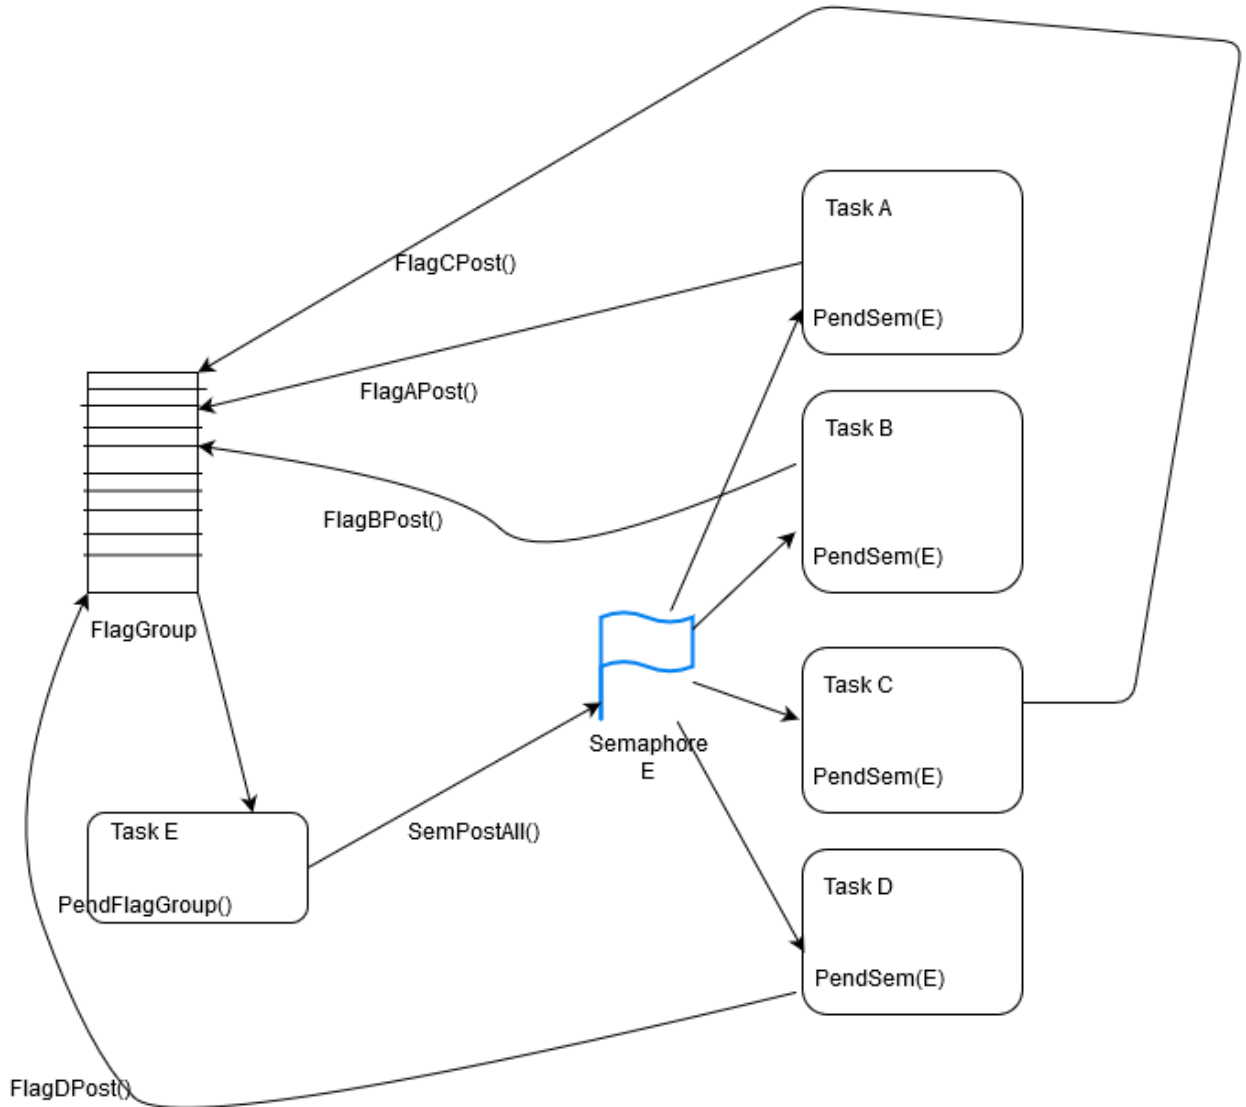 Task A
FlagCPost()
PendSem(E)
FlagAPost()
Task B
FlagBPost()
PendSem(E)
FlagGroup
Task C
Semaphore
E
PendSem(E)
Task E
SemPostAll()
Task D
PendFlagGroup()
PendSem(E)
FlagDPost()